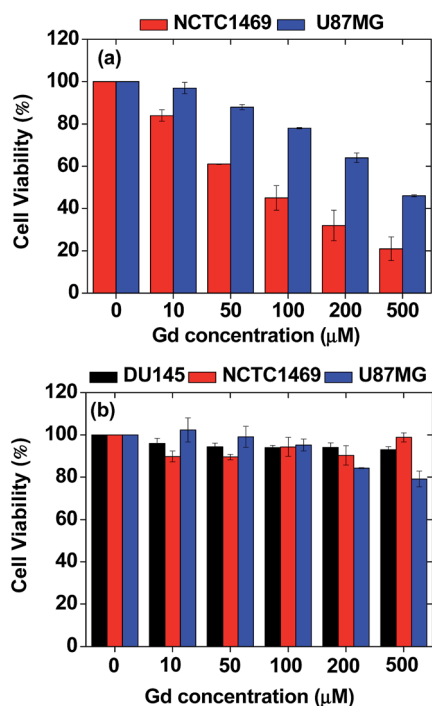 NCTC1469 U87MG
(a)
Cell Viability (%)
120
100
80
60
40
20
0
0 10 50 100 200 500
Gd concentration (μM)
DU145 NCTC1469 U87MG
(b)
Cell Viability (%)
120
100
80
60
40
20
0
0 10 50 100 200 500
Gd concentration (μM)